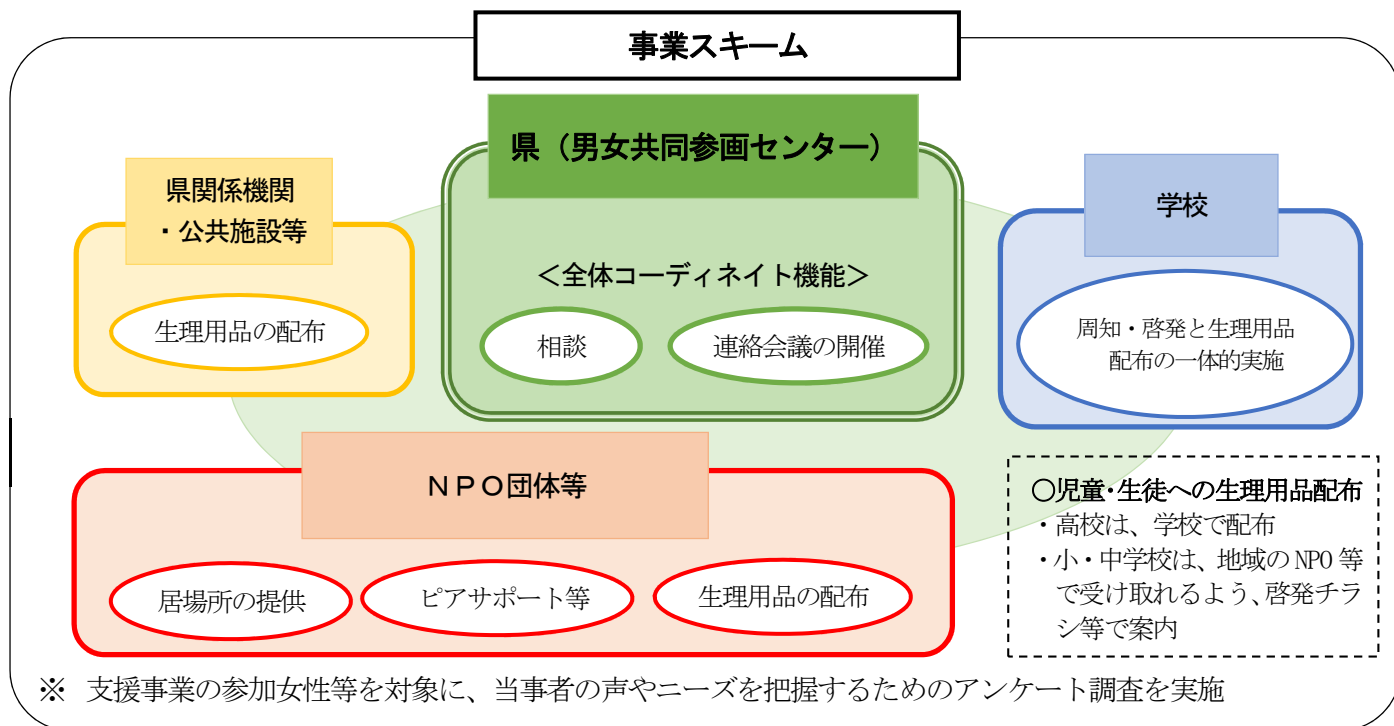 事業スキーム
県（男女共同参画センター）
＜全体コーディネイト機能＞
相談
連絡会議の開催
県関係機関
・公共施設等
生理用品の配布
学校
周知・啓発と生理用品
配布の一体的実施
ＮＰＯ団体等
居場所の提供
ピアサポート等
生理用品の配布
〇児童・生徒への生理用品配布
・高校は、学校で配布
・小・中学校は、地域の NPO 等
で受け取れるよう、啓発チラ
シ等で案内
※ 支援事業の参加女性等を対象に、当事者の声やニーズを把握するためのアンケート調査を実施